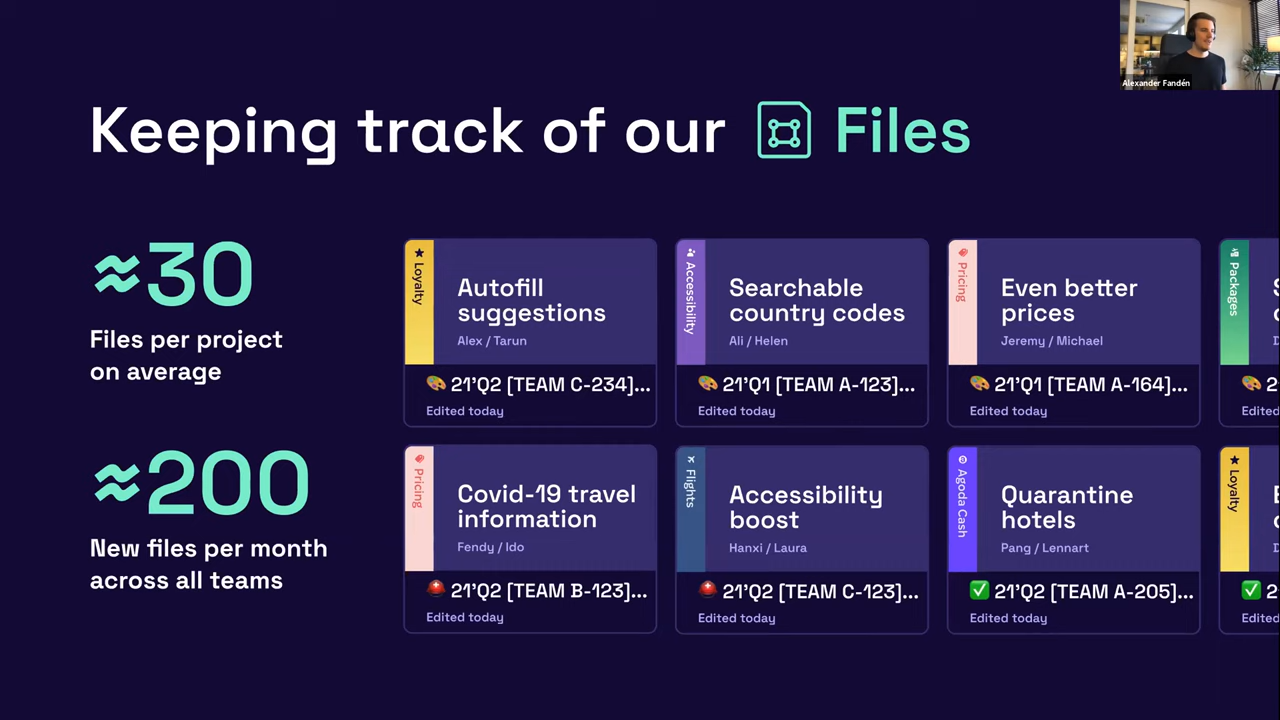 Alexander Fandén
Keeping track of our Files
≈30
Files per project
on average
≈200
New files per month
across all teams
Loyalty
Autofill
suggestions
Alex / Tarun
🎨 21'Q2 [TEAM C-234]...
Edited today
Accessibility
Searchable
country codes
Ali / Helen
🎨 21'Q1 [TEAM A-123]...
Edited today
Pricing
Even better
prices
Jeremy / Michael
🎨 21'Q1 [TEAM A-164]...
Edited today
Packages
🎨 2
Edited
Pricing
Covid-19 travel
information
Fendy / Ido
⛑️ 21'Q2 [TEAM B-123]...
Edited today
Flights
Accessibility
boost
Hanxi / Laura
⛑️ 21'Q2 [TEAM C-123]...
Edited today
Agoda Cash
Quarantine
hotels
Pang / Lennart
✅ 21'Q2 [TEAM A-205]...
Edited today
Loyalty
✅ 2
Edited